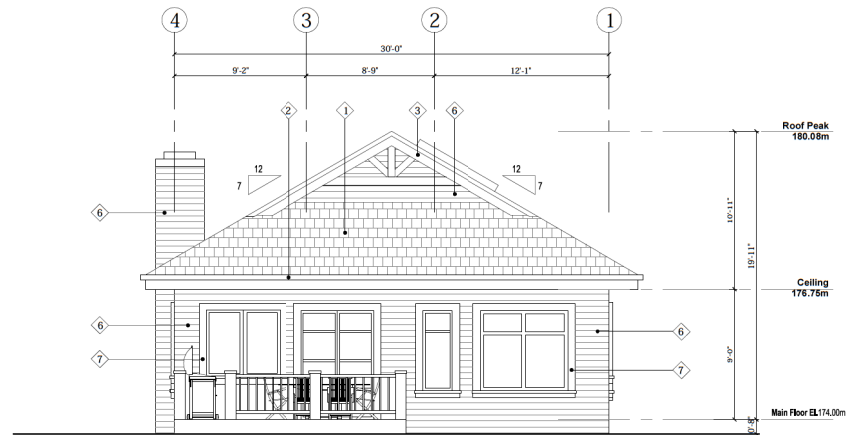 4 3 2 1
30'-0"
9'-2" 8'-9" 12'-1"
2 1 3 6
Roof Peak
180.08m
12 12
7 7
6
10'-11"
19'-11"
Ceiling
176.75m
6 6
7 7
9'-0"
Main Floor EL174.00m
0'-8"